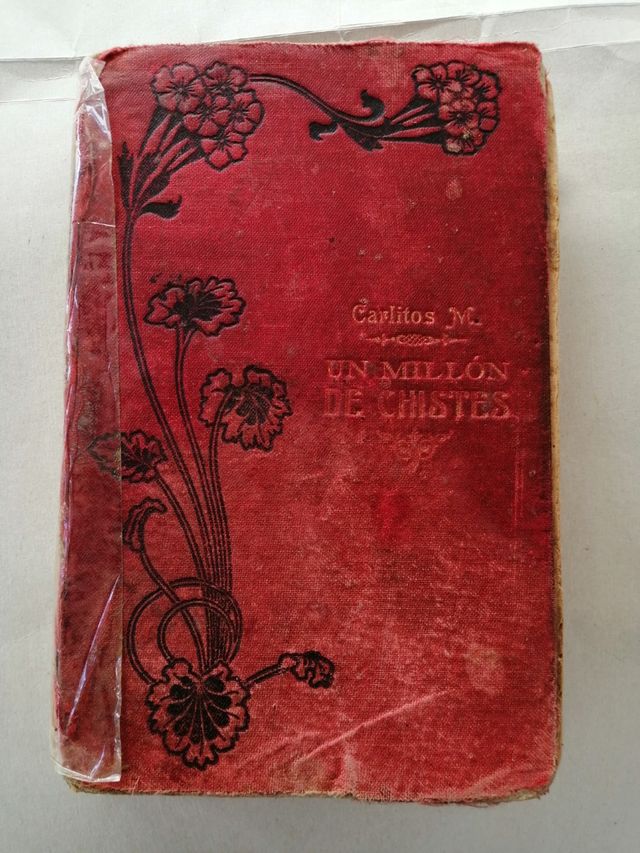 Carlitos M.
UN MILLÓN
DE CHISTES